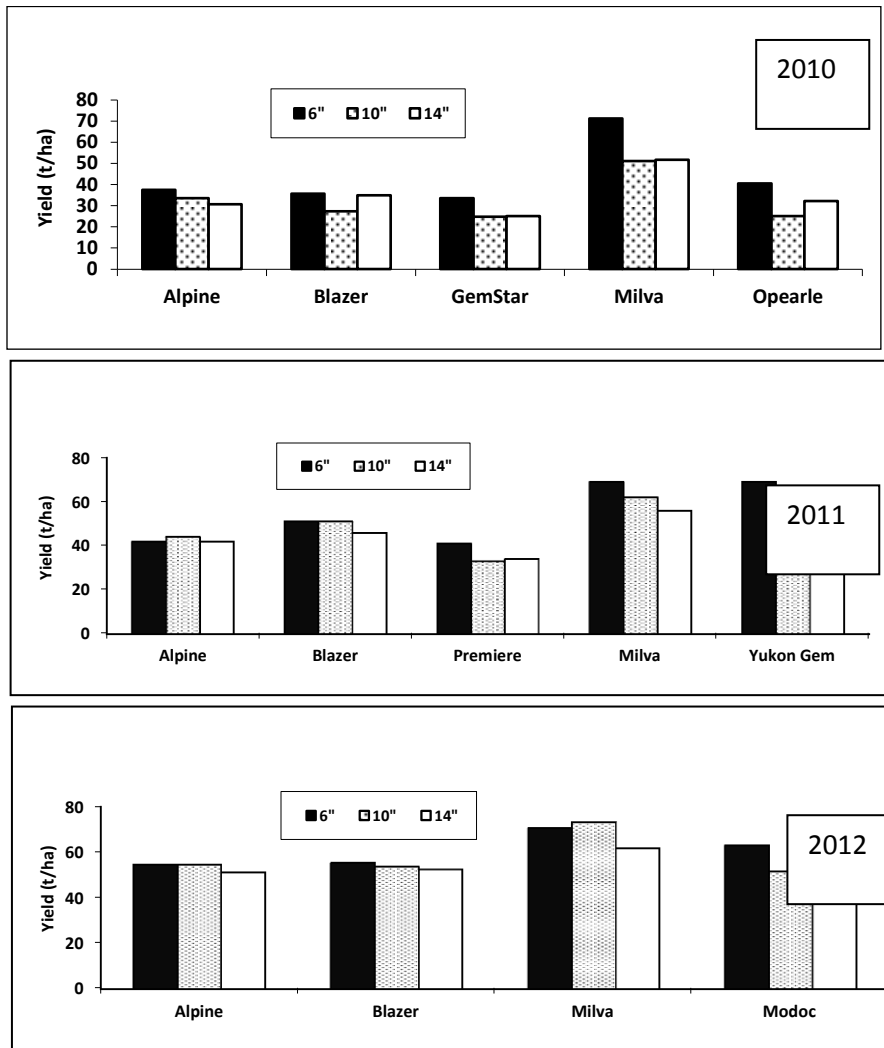 2010
6" 10" 14"
Yield (t/ha)
80
70
60
50
40
30
20
10
0
Alpine Blazer GemStar Milva Opearle
2011
6" 10" 14"
Yield (t/ha)
80
60
40
20
0
Alpine Blazer Premiere Milva Yukon Gem
2012
6" 10" 14"
Yield (t/ha)
80
60
40
20
0
Alpine Blazer Milva Modoc